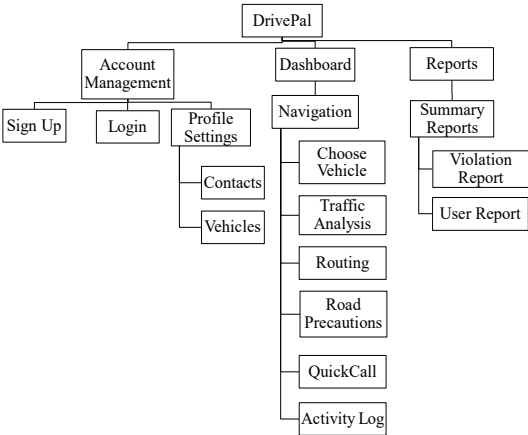 DrivePal
Account
Management
Dashboard
Reports
Sign Up
Login
Profile
Settings
Contacts
Vehicles
Navigation
Choose
Vehicle
Traffic
Analysis
Routing
Road
Precautions
QuickCall
Activity Log
Summary
Reports
Violation
Report
User Report